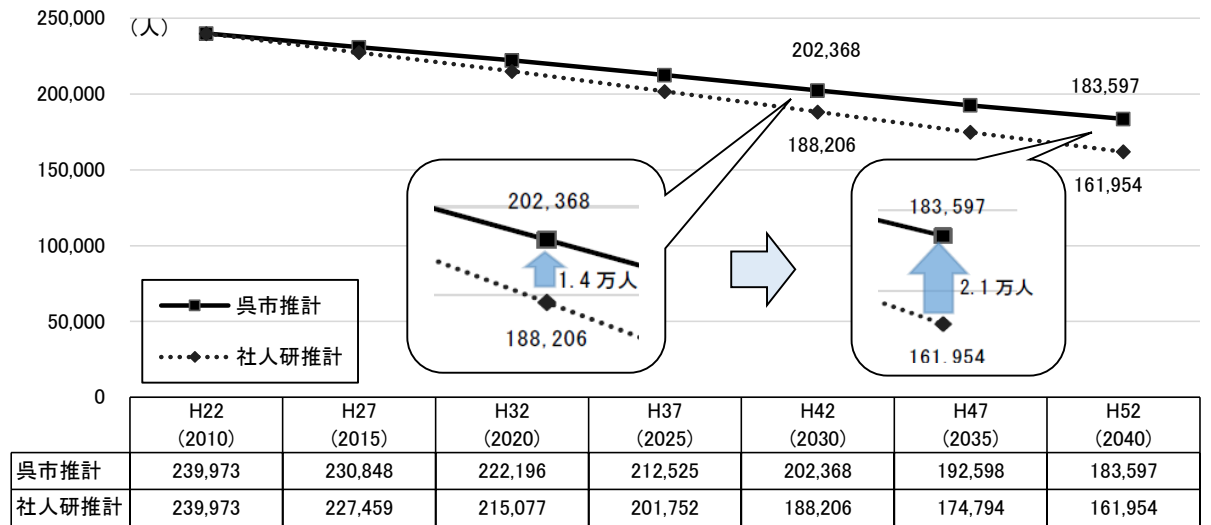 250,000
(人)
200,000
150,000
100,000
50,000
0
202,368
183,597
188,206
161,954
202,368
1.4万人
188,206
183,597
2.1万人
161.954
呉市推計
社人研推計
H22 H27 H32 H37 H42 H47 H52
(2010) (2015) (2020) (2025) (2030) (2035) (2040)
呉市推計 239,973 230,848 222,196 212,525 202,368 192,598 183,597
社人研推計 239,973 227,459 215,077 201,752 188,206 174,794 161,954